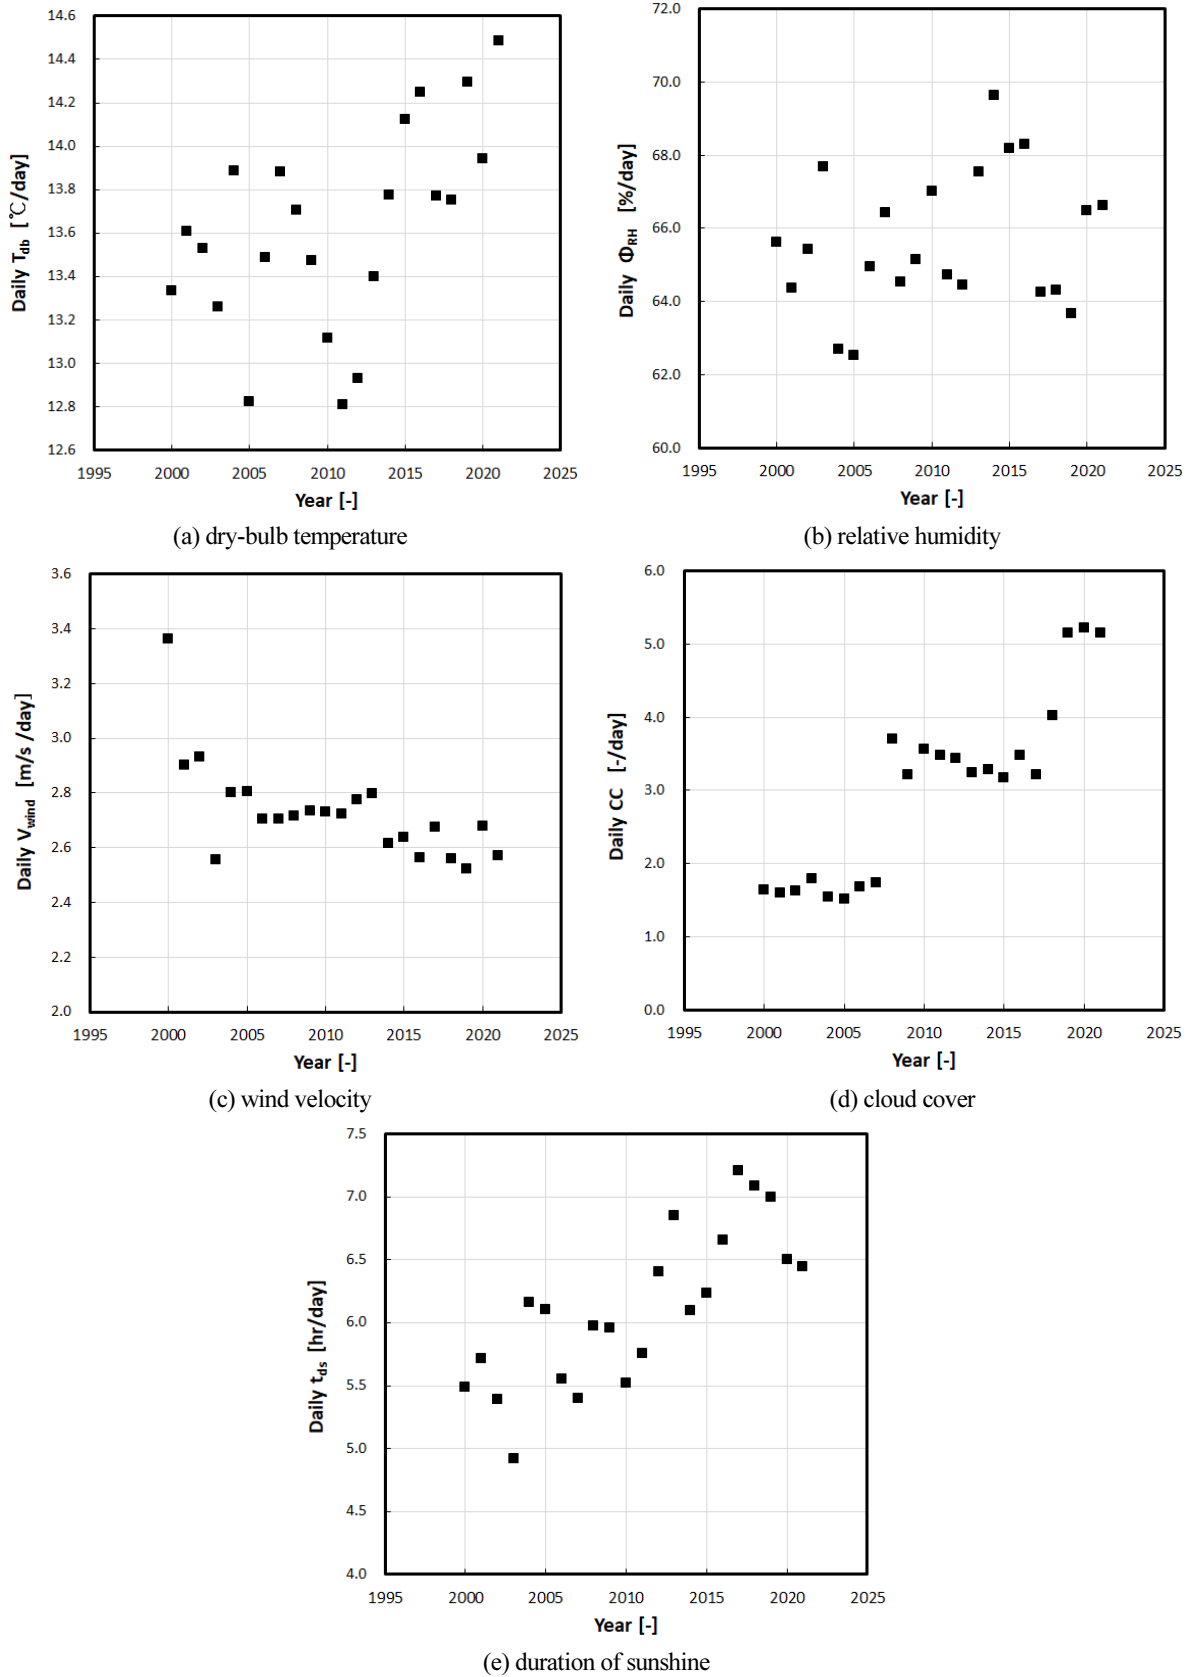 14.6
14.4
14.2
14.0
13.8
13.6
13.4
13.2
13.0
12.8
12.6
Daily Tdb [℃/day]
1995 2000 2005 2010 2015 2020 2025
Year [-]
(a) dry-bulb temperature
72.0
70.0
68.0
66.0
64.0
62.0
60.0
Daily ΦRH [%/day]
1995 2000 2005 2010 2015 2020 2025
Year [-]
(b) relative humidity
3.6
3.4
3.2
3.0
2.8
2.6
2.4
2.2
2.0
Daily Vwind [m/s /day]
1995 2000 2005 2010 2015 2020 2025
Year [-]
(c) wind velocity
6.0
5.0
4.0
3.0
2.0
1.0
0.0
Daily CC [-/day]
1995 2000 2005 2010 2015 2020 2025
Year [-]
(d) cloud cover
7.5
7.0
6.5
6.0
5.5
5.0
4.5
4.0
Daily tds [hr/day]
1995 2000 2005 2010 2015 2020 2025
Year [-]
(e) duration of sunshine